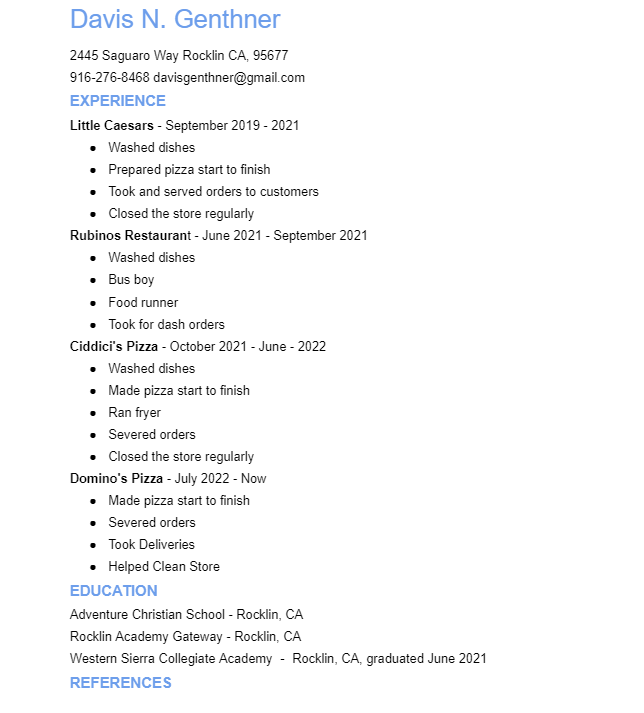 Davis N. Genthner
2445 Saguaro Way Rocklin CA, 95677
916-276-8468 davisgenthner@gmail.com
EXPERIENCE
Little Caesars - September 2019 - 2021
● Washed dishes
● Prepared pizza start to finish
● Took and served orders to customers
● Closed the store regularly
Rubinos Restaurant - June 2021 - September 2021
● Washed dishes
● Bus boy
● Food runner
● Took for dash orders
Ciddici's Pizza - October 2021 - June - 2022
● Washed dishes
● Made pizza start to finish
● Ran fryer
● Severed orders
● Closed the store regularly
Domino's Pizza - July 2022 - Now
● Made pizza start to finish
● Severed orders
● Took Deliveries
● Helped Clean Store
EDUCATION
Adventure Christian School - Rocklin, CA
Rocklin Academy Gateway - Rocklin, CA
Western Sierra Collegiate Academy - Rocklin, CA, graduated June 2021
REFERENCES